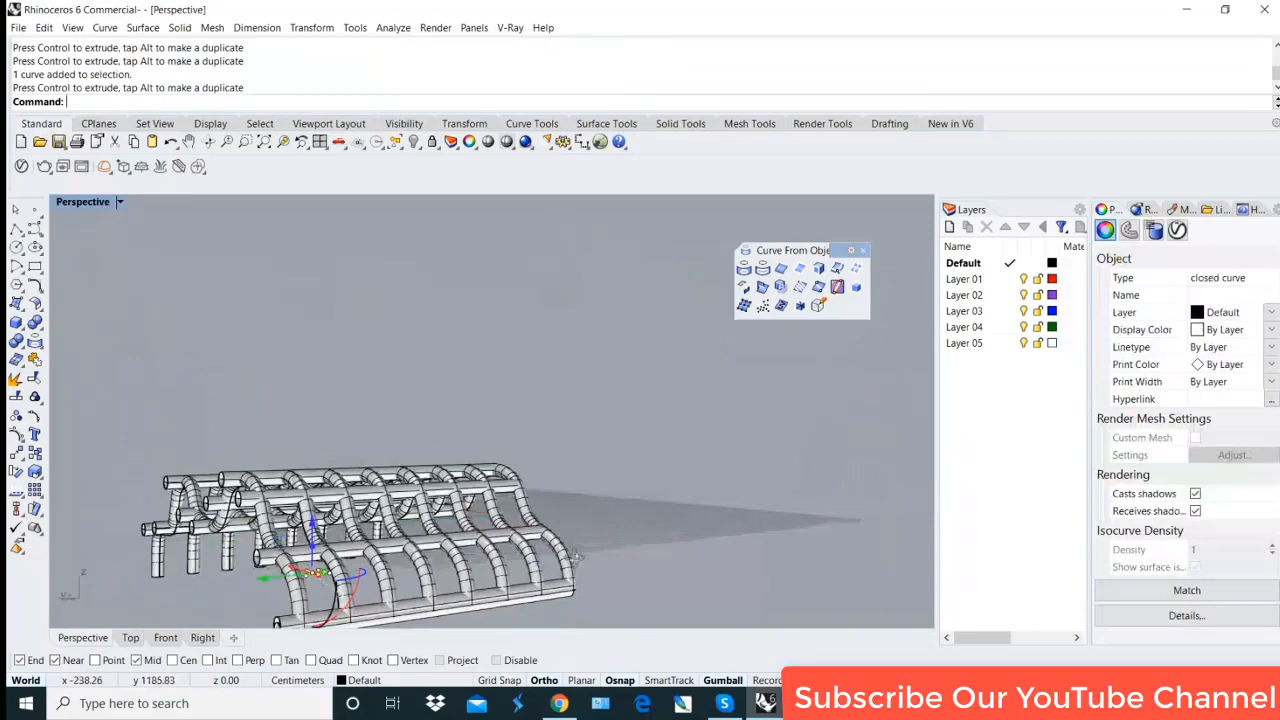 Rhinoceros 6 Commercial- - [Perspective]
File Edit View Curve Surface Solid Mesh Dimension Transform Tools Analyze Render Panels V-Ray Help
Press Control to extrude, tap Alt to make a duplicate
Press Control to extrude, tap Alt to make a duplicate
1 curve added to selection.
Press Control to extrude, tap Alt to make a duplicate
Command:
Standard CPlanes Set View Display Select Viewport Layout Visibility Transform Curve Tools Surface Tools Solid Tools Mesh Tools Render Tools Drafting New in V6
Perspective
Curve From Obje
Layers
Name Mate
Default
Layer 01
Layer 02
Layer 03
Layer 04
Layer 05
P... R... M... Li... H...
Object
Type closed curve
Name
Layer Default
Display Color By Layer
Linetype By Layer
Print Color By Layer
Print Width By Layer
Hyperlink ...
Render Mesh Settings
Custom Mesh
Settings Adjust...
Rendering
Casts shadows
Receives shado...
Isocurve Density
Density 1
Show surface is...
Match
Details...
z
Perspective Top Front Right
End Near Point Mid Cen Int Perp Tan Quad Knot Vertex Project Disable
World x -238.26 y 1185.83 z 0.00 Centimeters Default Grid Snap Ortho Planar Osnap SmartTrack Gumball Record
Type here to search
Subscribe Our YouTube Channel